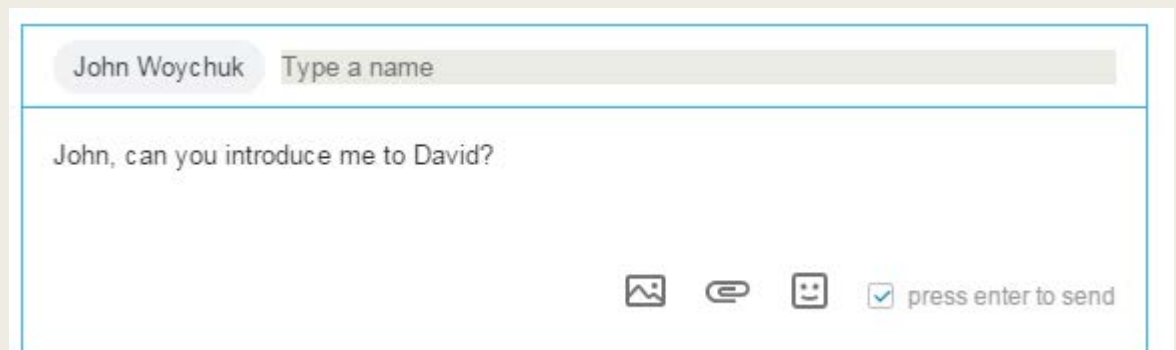 John Woychuk Type a name
John, can you introduce me to David?
press enter to send